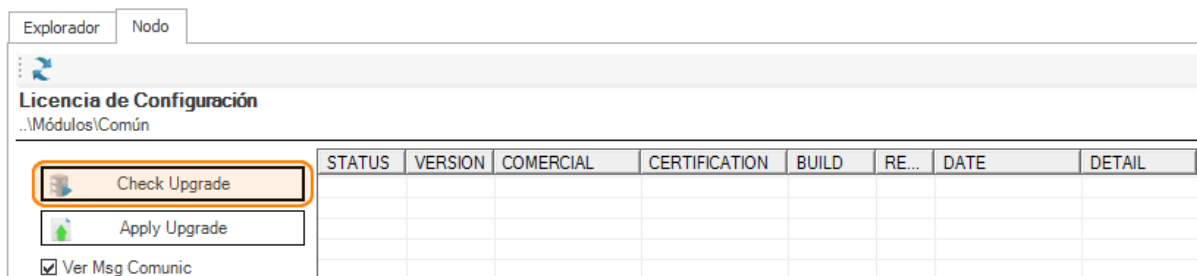 Explorador Nodo
Licencia de Configuración
..\Módulos\Común
STATUS VERSION COMERCIAL CERTIFICATION BUILD RE... DATE DETAIL
Check Upgrade
Apply Upgrade
Ver Msg Comunic